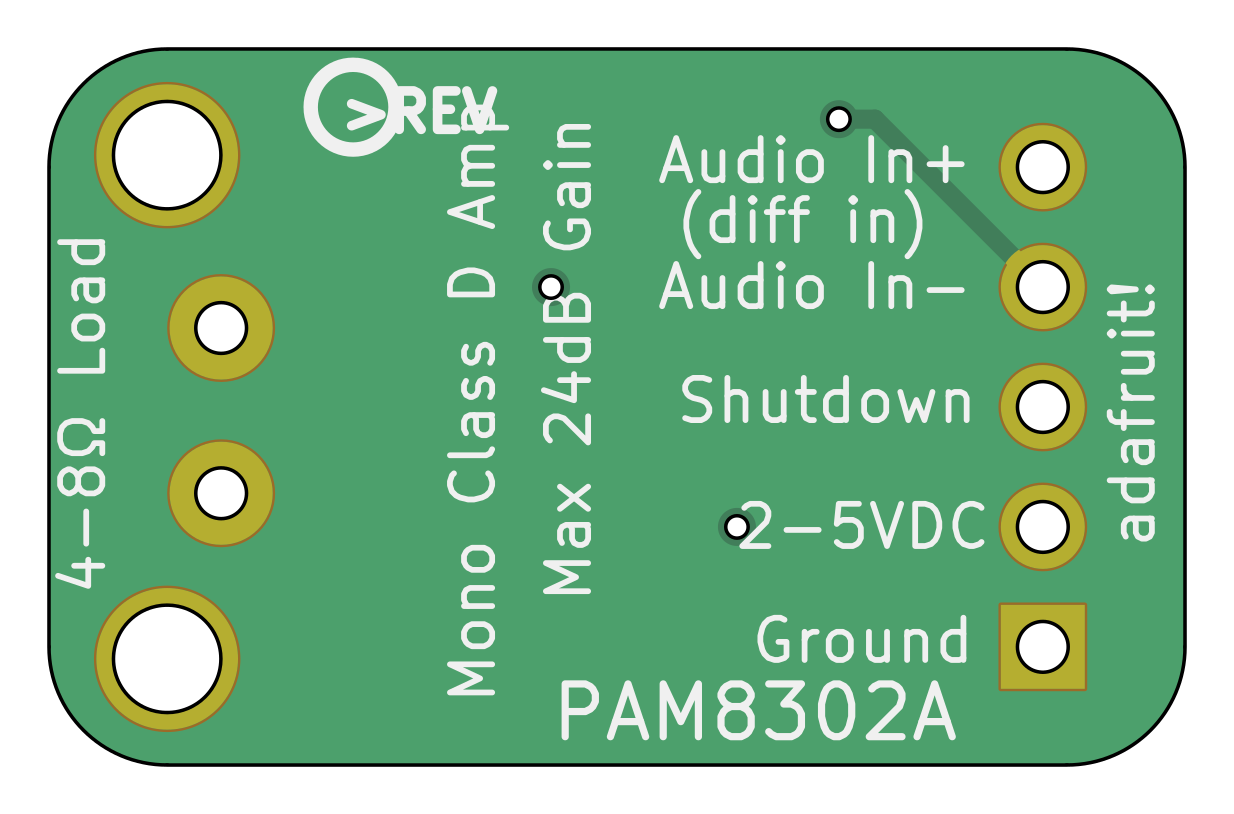 >REV
Audio In+
(diff in)
Audio In-
Shutdown
2-5VDC
Ground
PAM8302A
4-8Ω Load
Mono Class D Amp
Max 24dB Gain
adafruit!